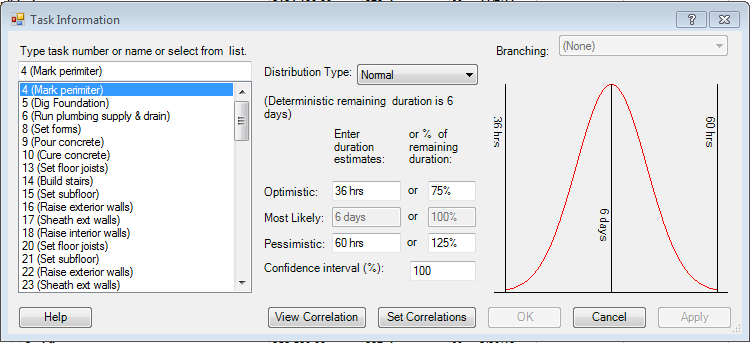 Task Information
Type task number or name or select from list.
Branching:
(None)
4 (Mark perimiter)
Distribution Type:
Normal
4 (Mark perimiter)
5 (Dig Foundation)
6 (Run plumbing supply & drain)
8 (Set forms)
9 (Pour concrete)
10 (Cure concrete)
13 (Set floor joists)
14 (Build stairs)
15 (Set subfloor)
16 (Raise exterior walls)
17 (Sheath ext walls)
18 (Raise interior walls)
20 (Set floor joists)
21 (Set subfloor)
22 (Raise exterior walls)
23 (Sheath ext walls)
(Deterministic remaining duration is 6
days)
Enter
duration
estimates:
or % of
remaining
duration:
Optimistic:
36 hrs
or
75%
Most Likely:
6 days
or
100%
Pessimistic:
60 hrs
or
125%
Confidence interval (%):
100
36 hrs
6 days
60 hrs
Help
View Correlation
Set Correlations
OK
Cancel
Apply